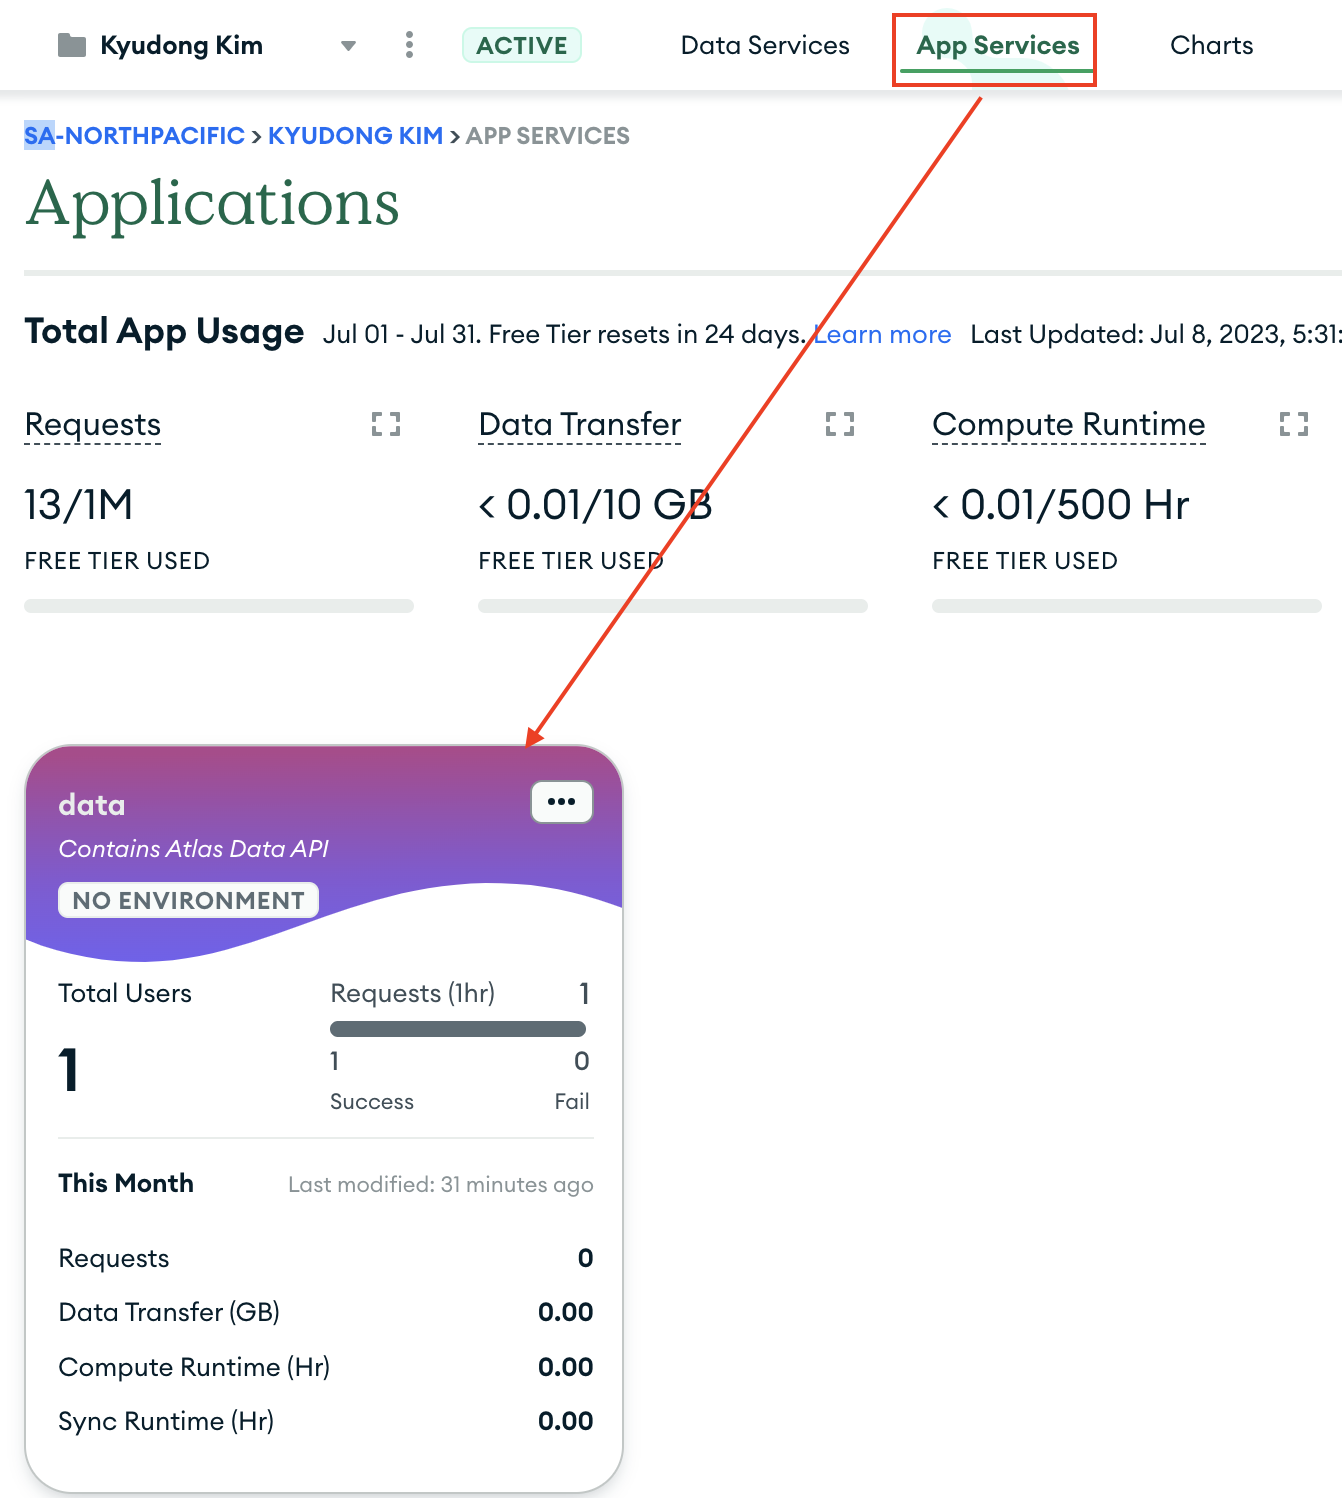 Kyudong Kim ACTIVE Data Services App Services Charts
SA-NORTHPACIFIC > KYUDONG KIM > APP SERVICES
Applications
Total App Usage Jul 01 - Jul 31. Free Tier resets in 24 days. Learn more Last Updated: Jul 8, 2023, 5:31:
Requests Data Transfer Compute Runtime
13/1M < 0.01/10 GB < 0.01/500 Hr
FREE TIER USED FREE TIER USED FREE TIER USED
data
Contains Atlas Data API
NO ENVIRONMENT
Total Users Requests (1hr) 1
1 1 0
Success Fail
This Month Last modified: 31 minutes ago
Requests 0
Data Transfer (GB) 0.00
Compute Runtime (Hr) 0.00
Sync Runtime (Hr) 0.00